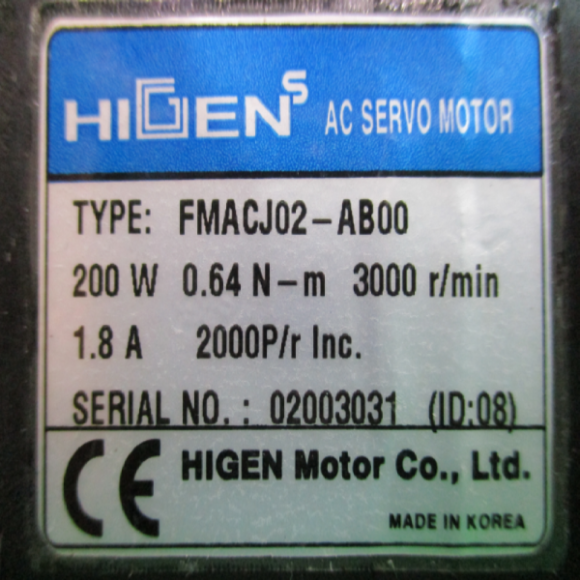 HIGEN S AC SERVO MOTOR
TYPE: FMACJ02-AB00
200 W 0.64 N-m 3000 r/min
1.8 A 2000P/r Inc.
SERIAL NO. : 02003031 (ID:08)
CE HIGEN Motor Co., Ltd.
MADE IN KOREA